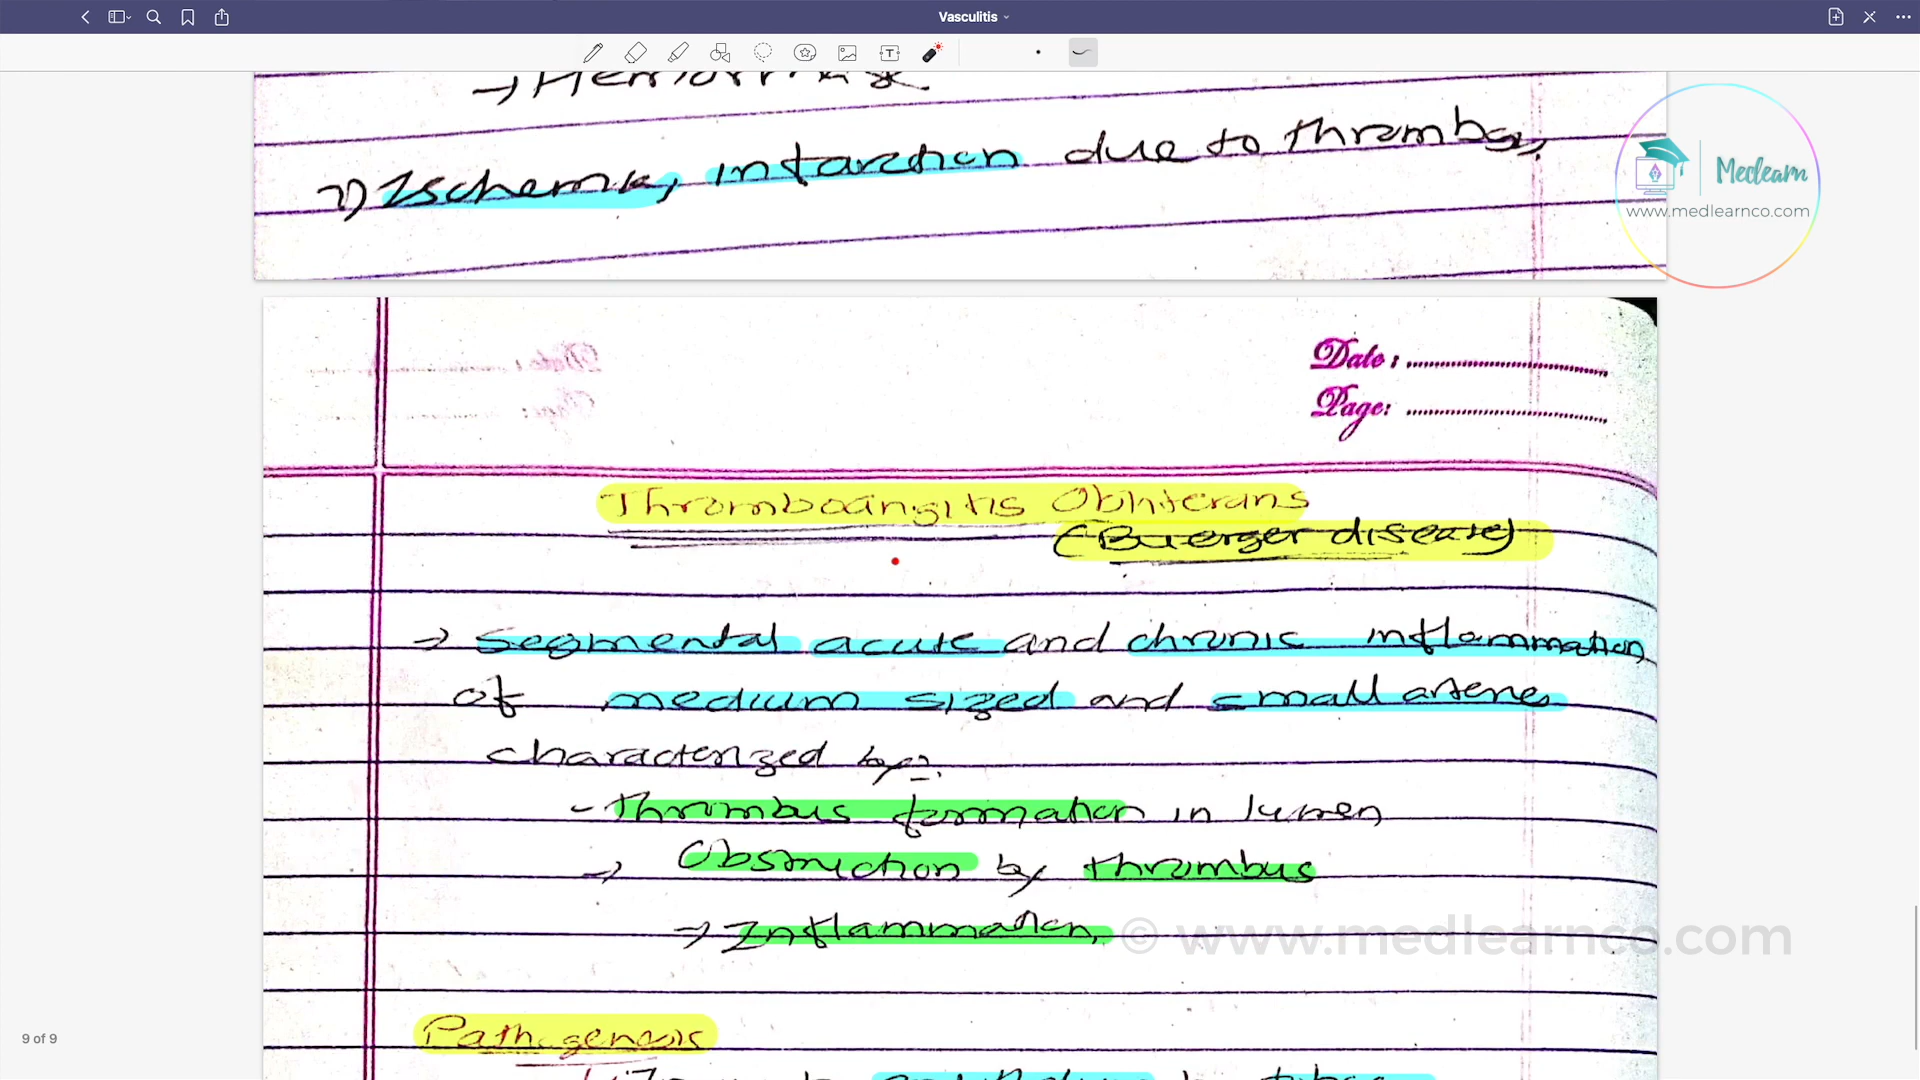 Vasculitis
→ Hemorrhage
7) Ischemia, infarction due to thrombus,
Medlearn
www.medlearnco.com
Date :
Page:
Thromboangitis Obliterans
(Buerger disease)
→ Segmental acute and chronic inflammation
of medium sized and small arteries
characterized by :
- Thrombus formation in lumen
→ Obstruction by thrombus
→ Inflammation.
© www.medlearnco.com
Pathogenesis
9 of 9